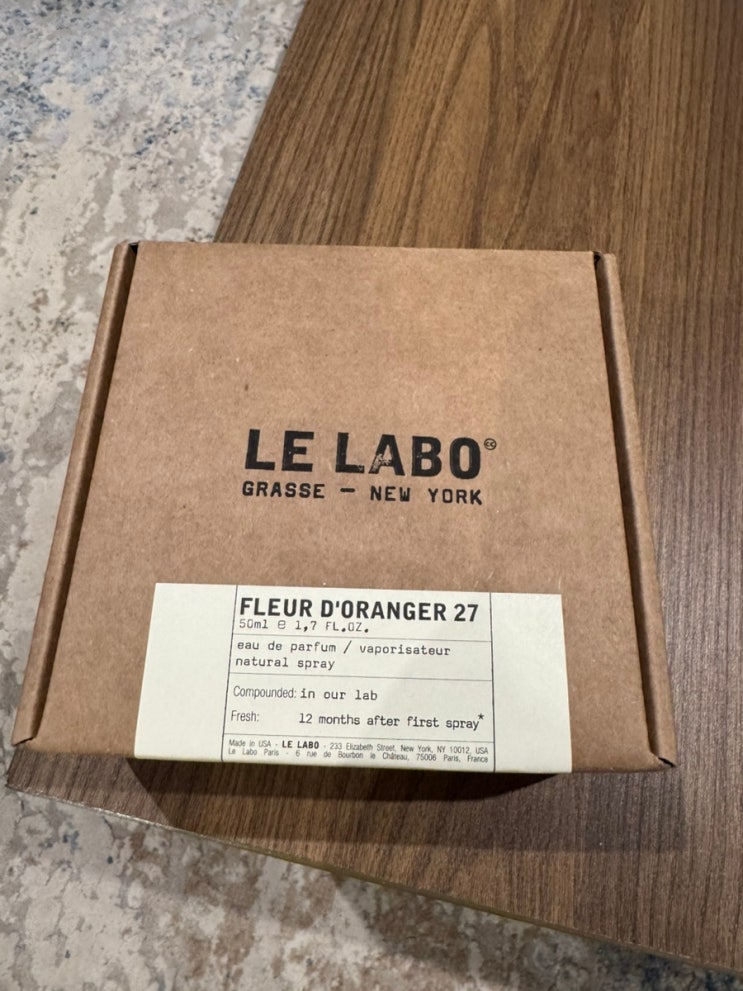 LE LABO
GRASSE — NEW YORK
FLEUR D'ORANGER 27
50ml e 1,7 FL.OZ.
eau de parfum / vaporisateur
natural spray
Compounded: in our lab
Fresh: 12 months after first spray*
Made in USA - LE LABO - 233 Elizabeth Street, New York, NY 10012, USA
Le Labo Paris - 6 rue de Bourbon le Château, 75006 Paris, France